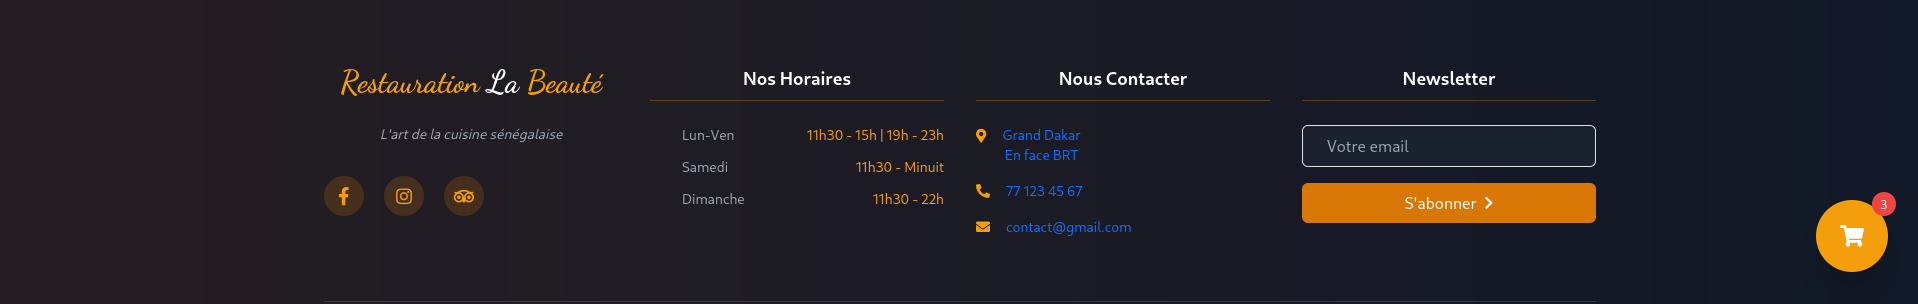 Restauration La Beauté
L'art de la cuisine sénégalaise
Nos Horaires
Lun-Ven 11h30 - 15h | 19h - 23h
Samedi 11h30 - Minuit
Dimanche 11h30 - 22h
Nous Contacter
Grand Dakar
En face BRT
77 123 45 67
contact@gmail.com
Newsletter
Votre email
S'abonner
3